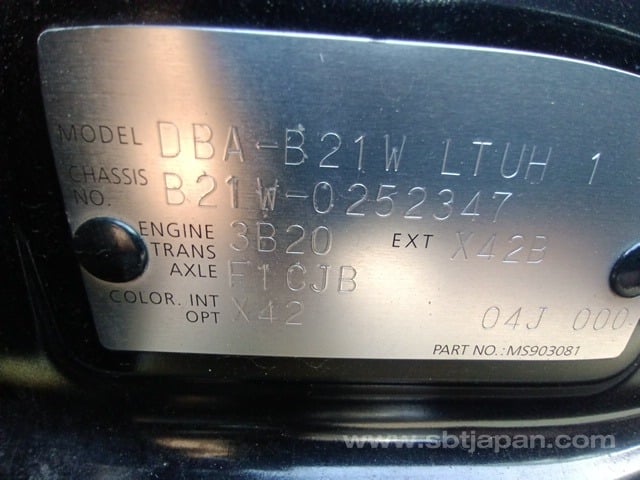 MODEL DBA-B21W LTUH 1
CHASSIS NO. B21W-0252347
ENGINE 3B20 EXT X42B
TRANS AXLE F1CJB
COLOR. INT X42
OPT 04J 000
PART NO.:MS903081
www.sbtjapan.com